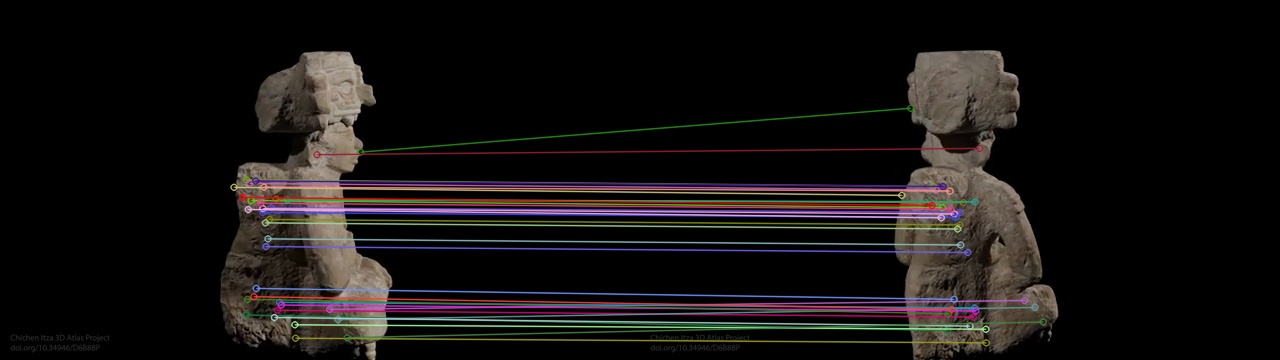 Chichen Itza 3D Atlas Project
doi.org/10.34946/D6B88P
Chichen Itza 3D Atlas Project
doi.org/10.34946/D6B88P